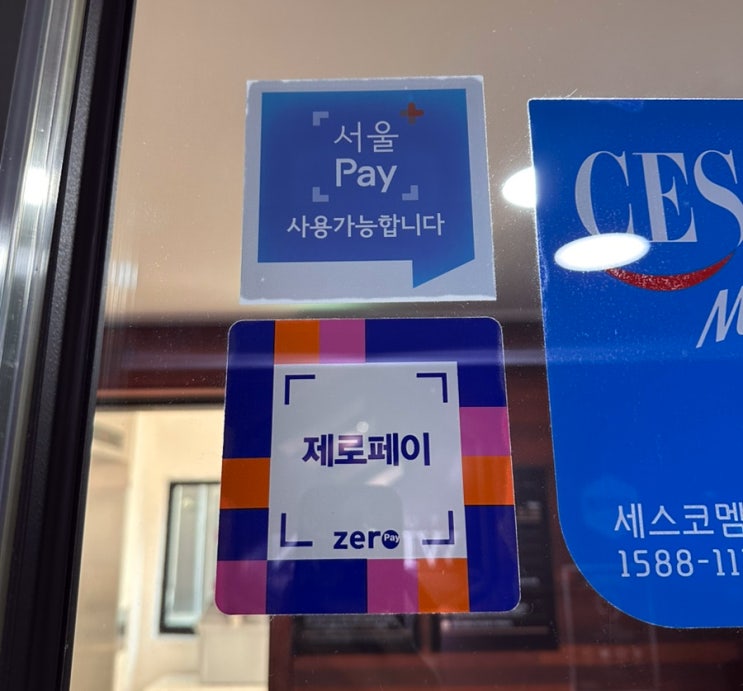 서울
Pay
사용가능합니다
제로페이
zero Pay
CES
M
세스코멤
1588-11